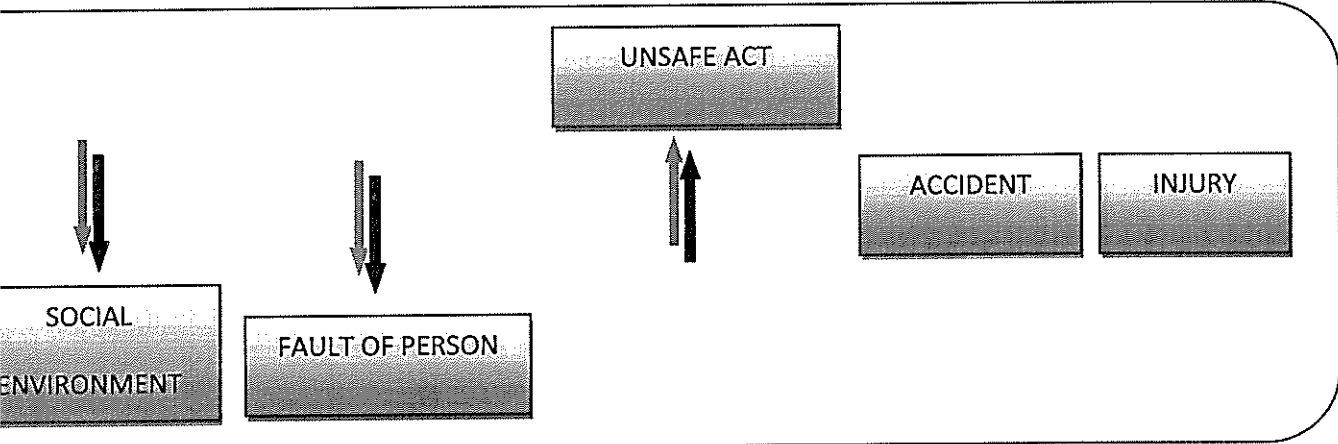 UNSAFE ACT
ACCIDENT
INJURY
SOCIAL
ENVIRONMENT
FAULT OF PERSON